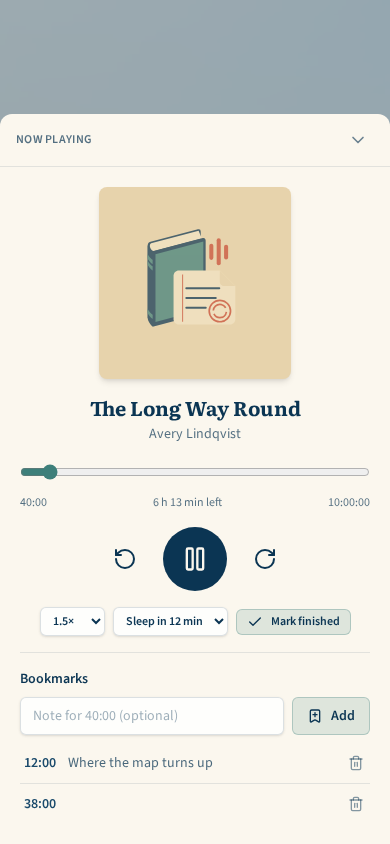 NOW PLAYING
The Long Way Round
Avery Lindqvist
40:00 6 h 13 min left 10:00:00
1.5× Sleep in 12 min Mark finished
Bookmarks
Note for 40:00 (optional) Add
12:00 Where the map turns up
38:00